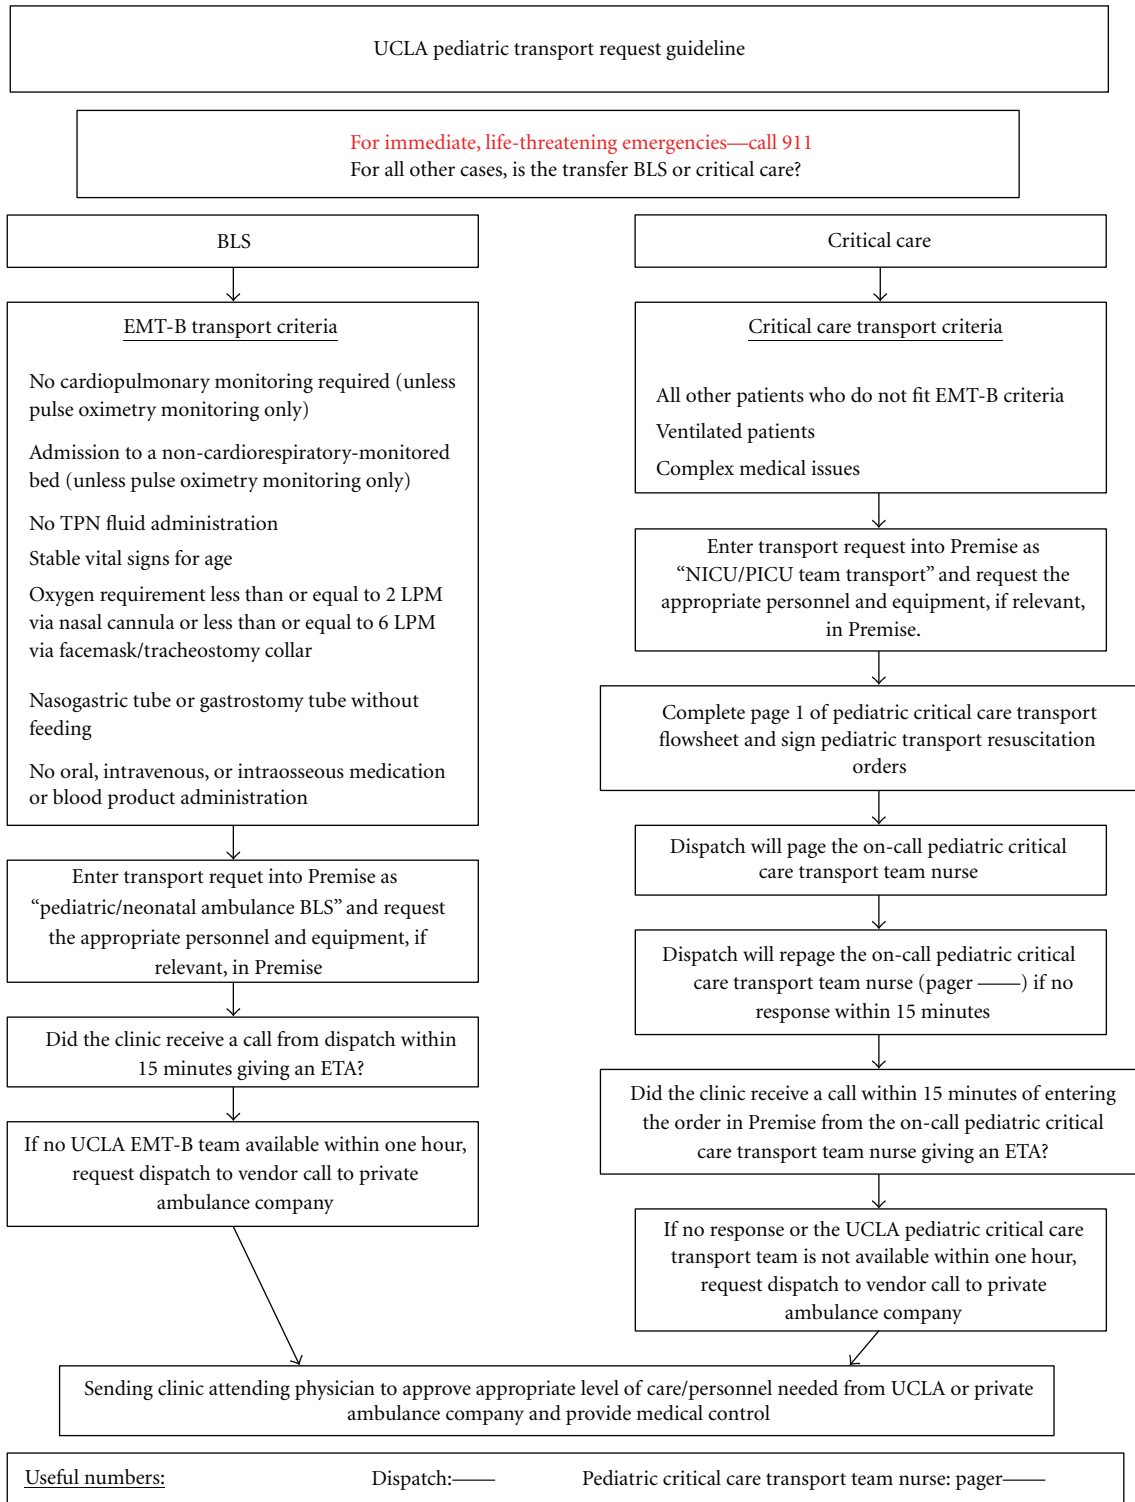 UCLA pediatric transport request guideline
For immediate, life-threatening emergencies—call 911
For all other cases, is the transfer BLS or critical care?
BLS
EMT-B transport criteria
No cardiopulmonary monitoring required (unless
pulse oximetry monitoring only)
Admission to a non-cardiorespiratory-monitored
bed (unless pulse oximetry monitoring only)
No TPN fluid administration
Stable vital signs for age
Oxygen requirement less than or equal to 2 LPM
via nasal cannula or less than or equal to 6 LPM
via facemask/tracheostomy collar
Nasogastric tube or gastrostomy tube without
feeding
No oral, intravenous, or intraosseous medication
or blood product administration
Enter transport requet into Premise as
“pediatric/neonatal ambulance BLS” and request
the appropriate personnel and equipment, if
relevant, in Premise
Did the clinic receive a call from dispatch within
15 minutes giving an ETA?
If no UCLA EMT-B team available within one hour,
request dispatch to vendor call to private
ambulance company
Critical care
Critical care transport criteria
All other patients who do not fit EMT-B criteria
Ventilated patients
Complex medical issues
Enter transport request into Premise as
“NICU/PICU team transport” and request the
appropriate personnel and equipment, if relevant,
in Premise.
Complete page 1 of pediatric critical care transport
flowsheet and sign pediatric transport resuscitation
orders
Dispatch will page the on-call pediatric critical
care transport team nurse
Dispatch will repage the on-call pediatric critical
care transport team nurse (pager ——) if no
response within 15 minutes
Did the clinic receive a call within 15 minutes of entering
the order in Premise from the on-call pediatric critical
care transport team nurse giving an ETA?
If no response or the UCLA pediatric critical care
transport team is not available within one hour,
request dispatch to vendor call to private
ambulance company
Sending clinic attending physician to approve appropriate level of care/personnel needed from UCLA or private
ambulance company and provide medical control
Useful numbers: Dispatch:—— Pediatric critical care transport team nurse: pager——